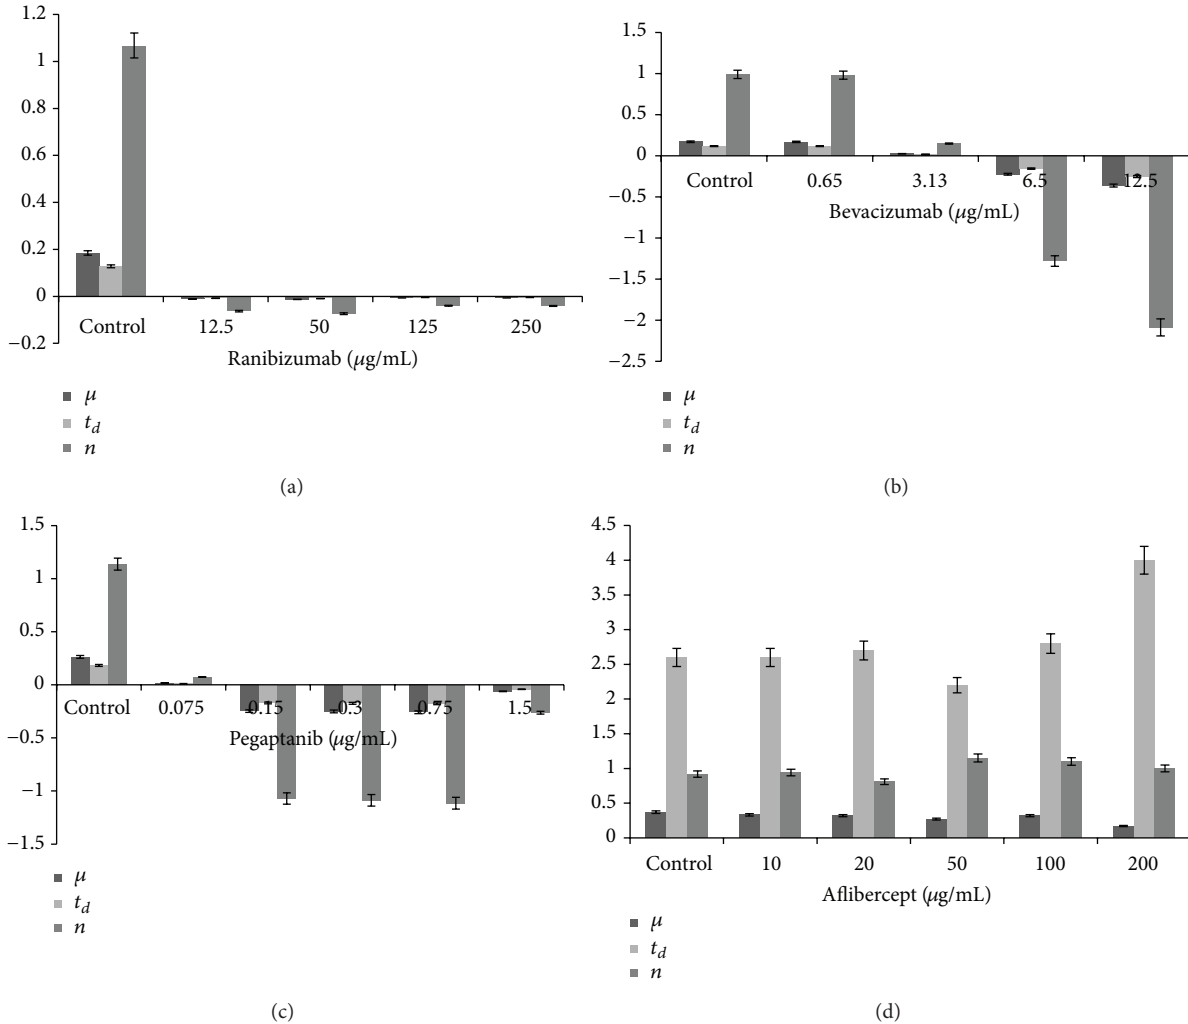 1.2
1
0.8
0.6
0.4
0.2
0
−0.2
Control 12.5 50 125 250
Ranibizumab (μg/mL)
μ
t_d
n
(a)
1.5
1
0.5
0
−0.5
−1
−1.5
−2
−2.5
Control 0.65 3.13 6.5 12.5
Bevacizumab (μg/mL)
μ
t_d
n
(b)
1.5
1
0.5
0
−0.5
−1
−1.5
Control 0.075 0.15 0.3 0.75 1.5
Pegaptanib (μg/mL)
μ
t_d
n
(c)
4.5
4
3.5
3
2.5
2
1.5
1
0.5
0
Control 10 20 50 100 200
Aflibercept (μg/mL)
μ
t_d
n
(d)